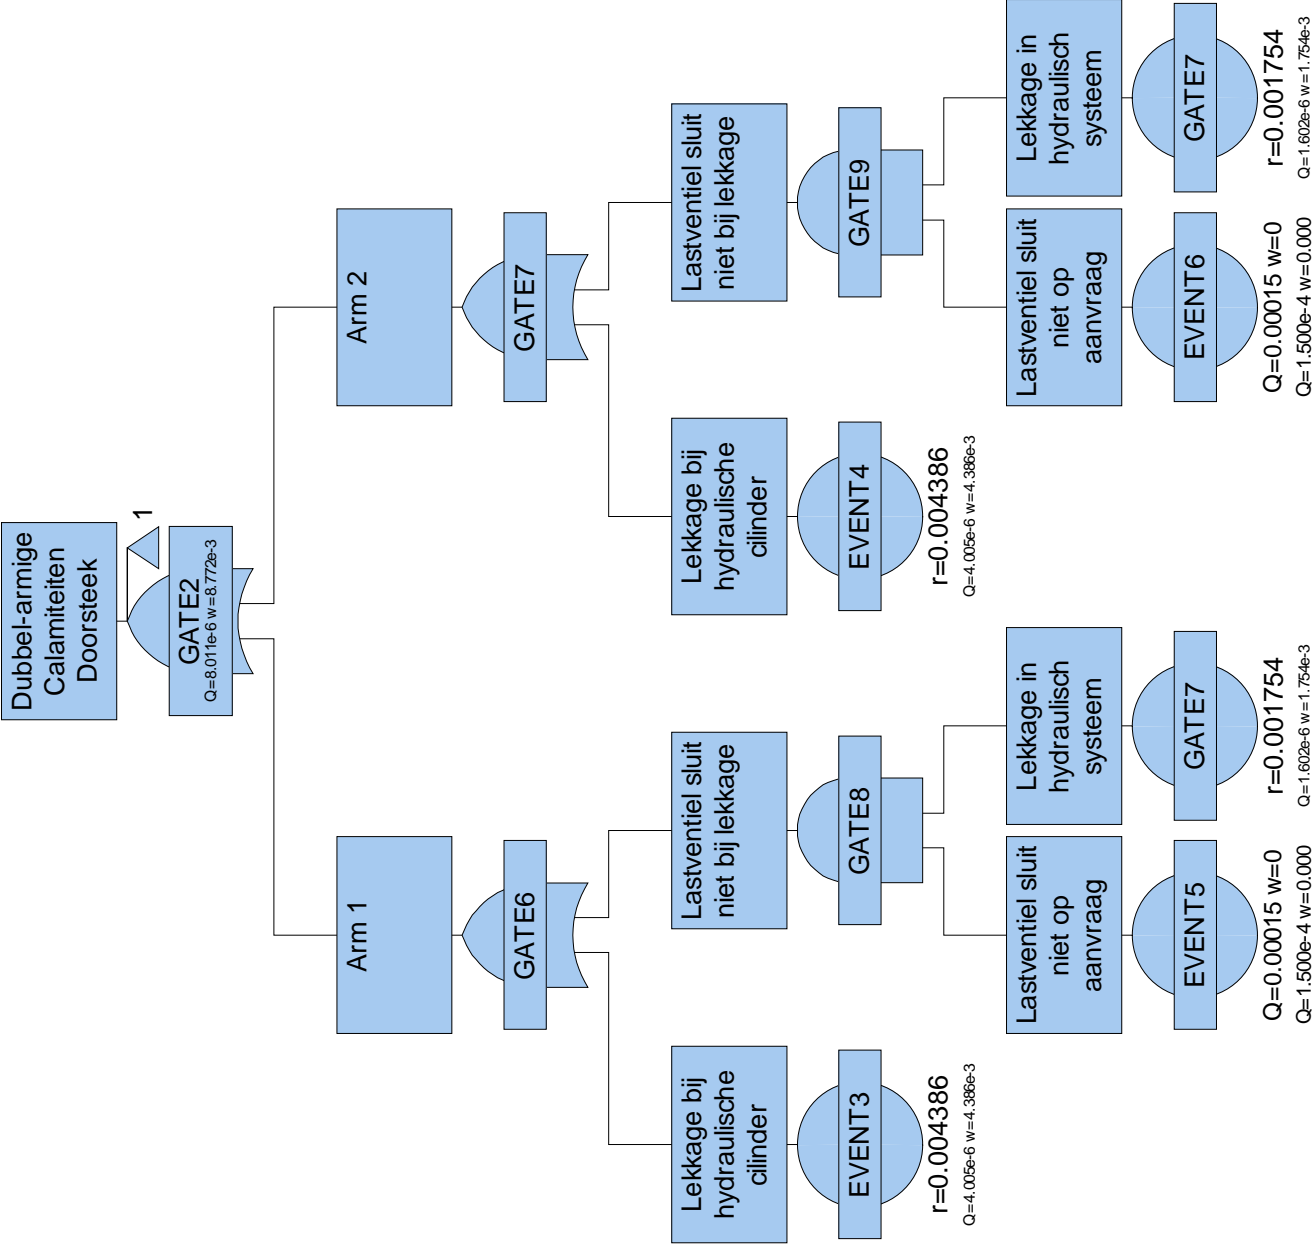 Dubbel-armige
Calamiteiten
Doorsteek
1
GATE2
Q=8.011e-6 w=8.772e-3
Arm 1
GATE6
Arm 2
GATE7
Lekkage bij
hydraulische
cilinder
EVENT3
r=0.004386
Q=4.005e-6 w=4.386e-3
Lastventiel sluit
niet bij lekkage
GATE8
Lekkage bij
hydraulische
cilinder
EVENT4
r=0.004386
Q=4.005e-6 w=4.386e-3
Lastventiel sluit
niet bij lekkage
GATE9
Lastventiel sluit
niet op
aanvraag
EVENT5
Q=0.00015 w=0
Q=1.500e-4 w=0.000
Lekkage in
hydraulisch
systeem
GATE7
r=0.001754
Q=1.602e-6 w=1.754e-3
Lastventiel sluit
niet op
aanvraag
EVENT6
Q=0.00015 w=0
Q=1.500e-4 w=0.000
Lekkage in
hydraulisch
systeem
GATE7
r=0.001754
Q=1.602e-6 w=1.754e-3